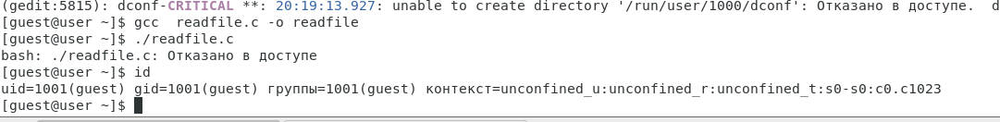 (gedit:5815): dconf-CRITICAL **: 20:19:13.927: unable to create directory '/run/user/1000/dconf': Отказано в доступе.  d
[guest@user ~]$ gcc  readfile.c -o readfile
[guest@user ~]$ ./readfile.c
bash: ./readfile.c: Отказано в доступе
[guest@user ~]$ id
uid=1001(guest) gid=1001(guest) группы=1001(guest) контекст=unconfined_u:unconfined_r:unconfined_t:s0-s0:c0.c1023
[guest@user ~]$